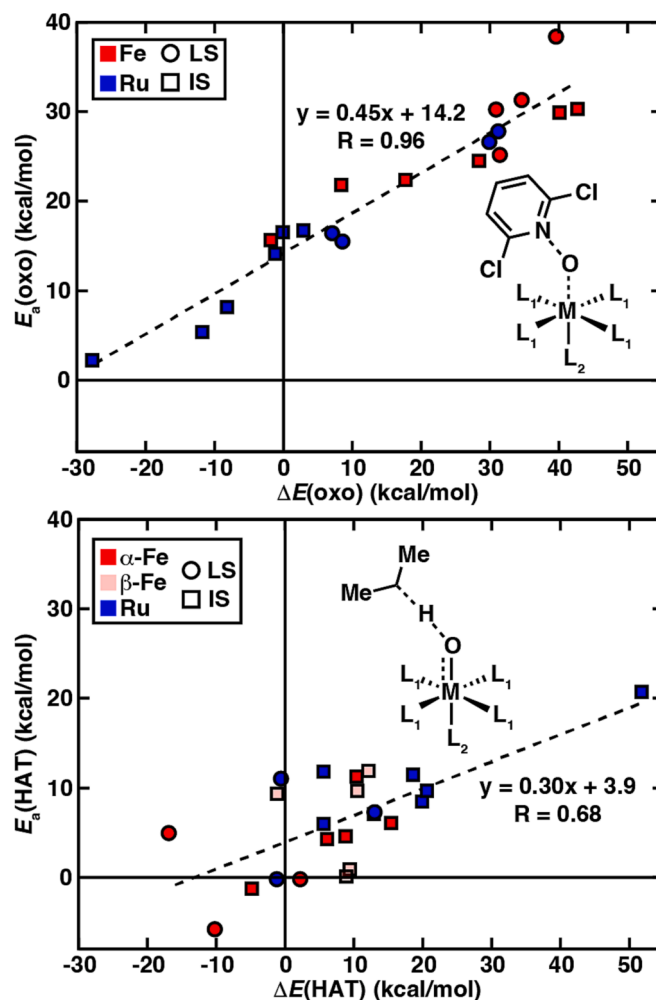 40
Fe LS
Ru IS
30
y = 0.45x + 14.2
R = 0.96
20
10
0
Eₐ(oxo) (kcal/mol)
Cl
N
Cl
O
L₁ L₁
M
L₁ L₁
L₂
-30 -20 -10 0 10 20 30 40 50
ΔE(oxo) (kcal/mol)
40
α-Fe LS
β-Fe IS
Ru
30
20
10
0
Eₐ(HAT) (kcal/mol)
Me
Me
H
O
L₁ L₁
M
L₁ L₁
L₂
y = 0.30x + 3.9
R = 0.68
-30 -20 -10 0 10 20 30 40 50
ΔE(HAT) (kcal/mol)